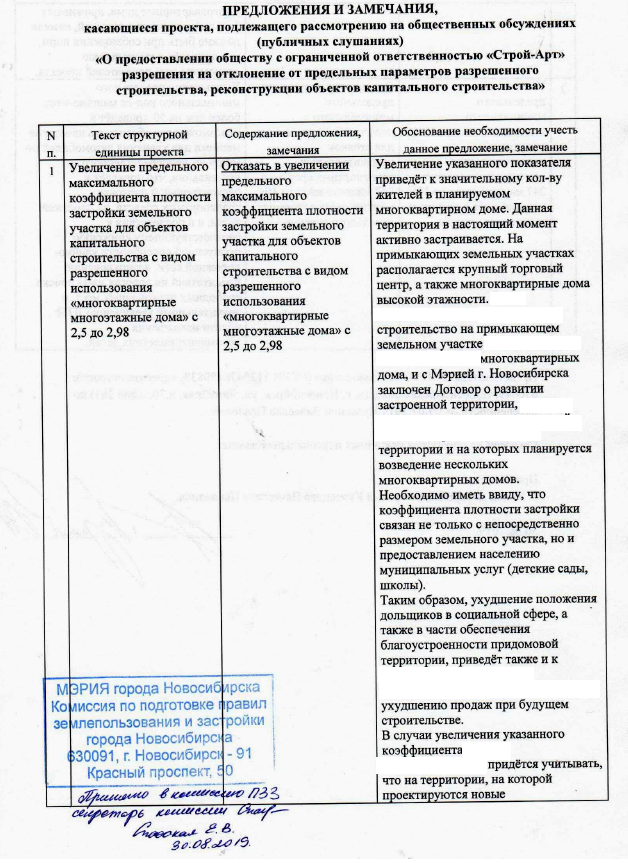 ПРЕДЛОЖЕНИЯ И ЗАМЕЧАНИЯ,
касающиеся проекта, подлежащего рассмотрению на общественных обсуждениях
(публичных слушаниях)
«О предоставлении обществу с ограниченной ответственностью «Строй-Арт»
разрешения на отклонение от предельных параметров разрешенного
строительства, реконструкции объектов капитального строительства»
N
п.
Текст структурной
единицы проекта
Содержание предложения,
замечания
Обоснование необходимости учесть
данное предложение, замечание
1
Увеличение предельного
максимального
коэффициента плотности
застройки земельного
участка для объектов
капитального
строительства с видом
разрешенного
использования
«многоквартирные
многоэтажные дома» с
2,5 до 2,98
Отказать в увеличении
предельного
максимального
коэффициента плотности
застройки земельного
участка для объектов
капитального
строительства с видом
разрешенного
использования
«многоквартирные
многоэтажные дома» с
2,5 до 2,98
Увеличение указанного показателя
приведёт к значительному кол-ву
жителей в планируемом
многоквартирном доме. Данная
территория в настоящий момент
активно застраивается. На
примыкающих земельных участках
располагается крупный торговый
центр, а также многоквартирные дома
высокой этажности.
строительство на примыкающем
земельном участке
многоквартирных
дома, и с Мэрией г. Новосибирска
заключен Договор о развитии
застроенной территории,
территории и на которых планируется
возведение нескольких
многоквартирных домов.
Необходимо иметь ввиду, что
коэффициента плотности застройки
связан не только с непосредственно
размером земельного участка, но и
предоставлением населению
муниципальных услуг (детские сады,
школы).
Таким образом, ухудшение положения
дольщиков в социальной сфере, а
также в части обеспечения
благоустроенности придомовой
территории, приведёт также и к
ухудшению продаж при будущем
строительстве.
В случаи увеличения указанного
коэффициента
придётся учитывать,
что на территории, на которой
проектируются новые
МЭРИЯ города Новосибирска
Комиссия по подготовке правил
землепользования и застройки
города Новосибирска
630091, г. Новосибирск - 91
Красный проспект, 50
Принято в комиссию ПЗЗ
секретарь комиссии
Е.В.
30.08.2019.